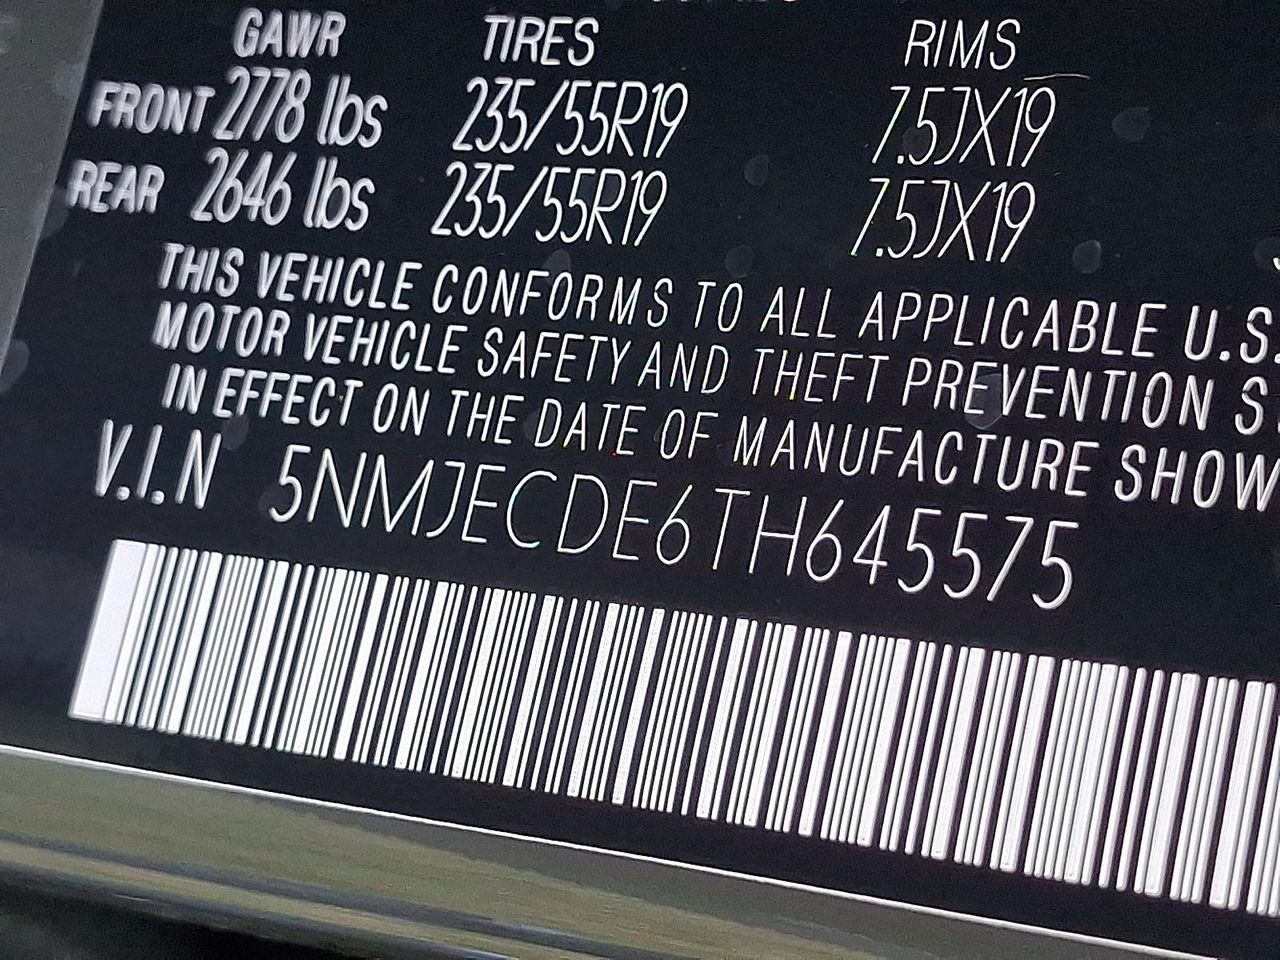 GAWR TIRES RIMS
FRONT 2778 lbs 235/55R19 7.5JX19
REAR 2646 lbs 235/55R19 7.5JX19
THIS VEHICLE CONFORMS TO ALL APPLICABLE U.S.
MOTOR VEHICLE SAFETY AND THEFT PREVENTION S
IN EFFECT ON THE DATE OF MANUFACTURE SHOW
V.I.N 5NMJECDE6TH645575